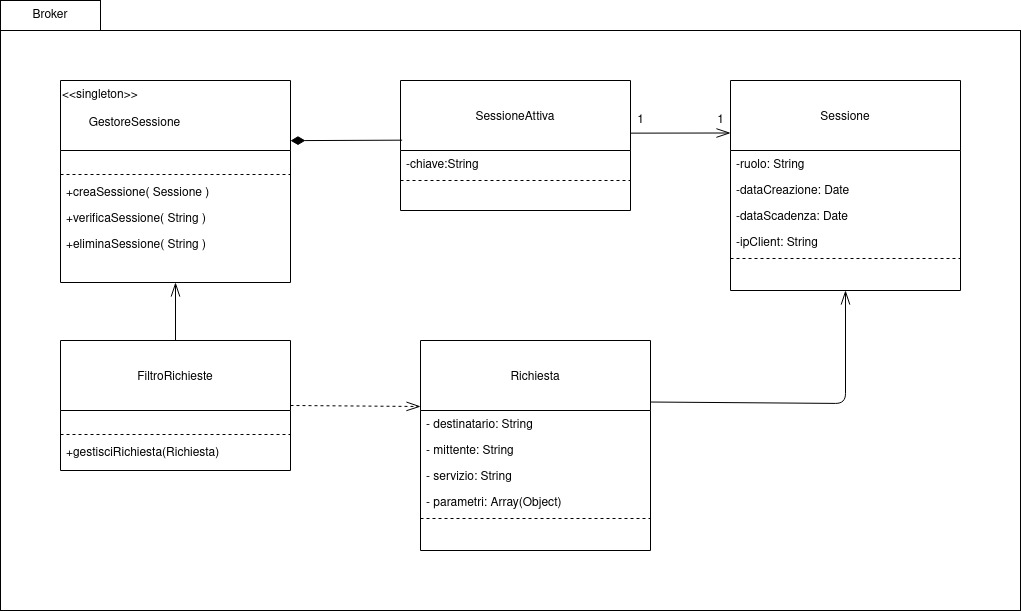 Broker
<<singleton>>
GestoreSessione
+creaSessione( Sessione )
+verificaSessione( String )
+eliminaSessione( String )
SessioneAttiva
-chiave:String
1
1
Sessione
-ruolo: String
-dataCreazione: Date
-dataScadenza: Date
-ipClient: String
FiltroRichieste
+gestisciRichiesta(Richiesta)
Richiesta
- destinatario: String
- mittente: String
- servizio: String
- parametri: Array(Object)